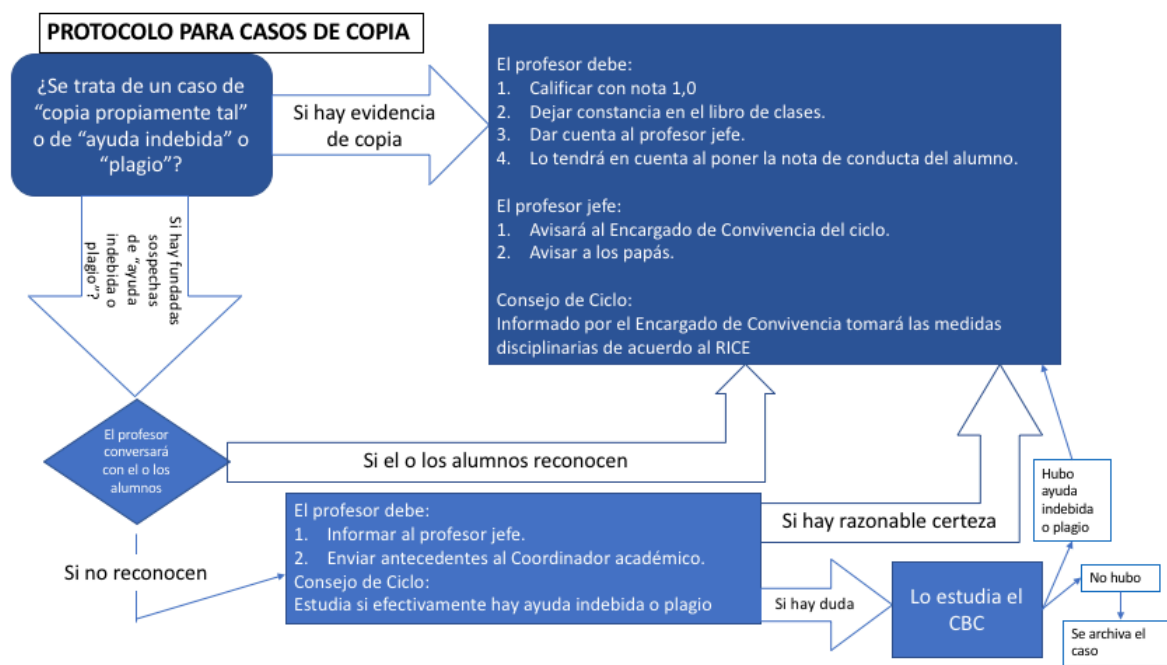 PROTOCOLO PARA CASOS DE COPIA
¿Se trata de un caso de
“copia propiamente tal”
o de “ayuda indebida” o
“plagio”?
Si hay evidencia
de copia
El profesor debe:
1. Calificar con nota 1,0
2. Dejar constancia en el libro de clases.
3. Dar cuenta al profesor jefe.
4. Lo tendrá en cuenta al poner la nota de conducta del alumno.
El profesor jefe:
1. Avisará al Encargado de Convivencia del ciclo.
2. Avisar a los papás.
Consejo de Ciclo:
Informado por el Encargado de Convivencia tomará las medidas
disciplinarias de acuerdo al RICE
Si hay fundadas
sospechas
de “ayuda
indebida o
plagio”?
El profesor
conversará
con el o los
alumnos
Si el o los alumnos reconocen
Si no reconocen
El profesor debe:
1. Informar al profesor jefe.
2. Enviar antecedentes al Coordinador académico.
Consejo de Ciclo:
Estudia si efectivamente hay ayuda indebida o plagio
Si hay razonable certeza
Si hay duda
Lo estudia el
CBC
Hubo
ayuda
indebida
o plagio
No hubo
Se archiva el
caso